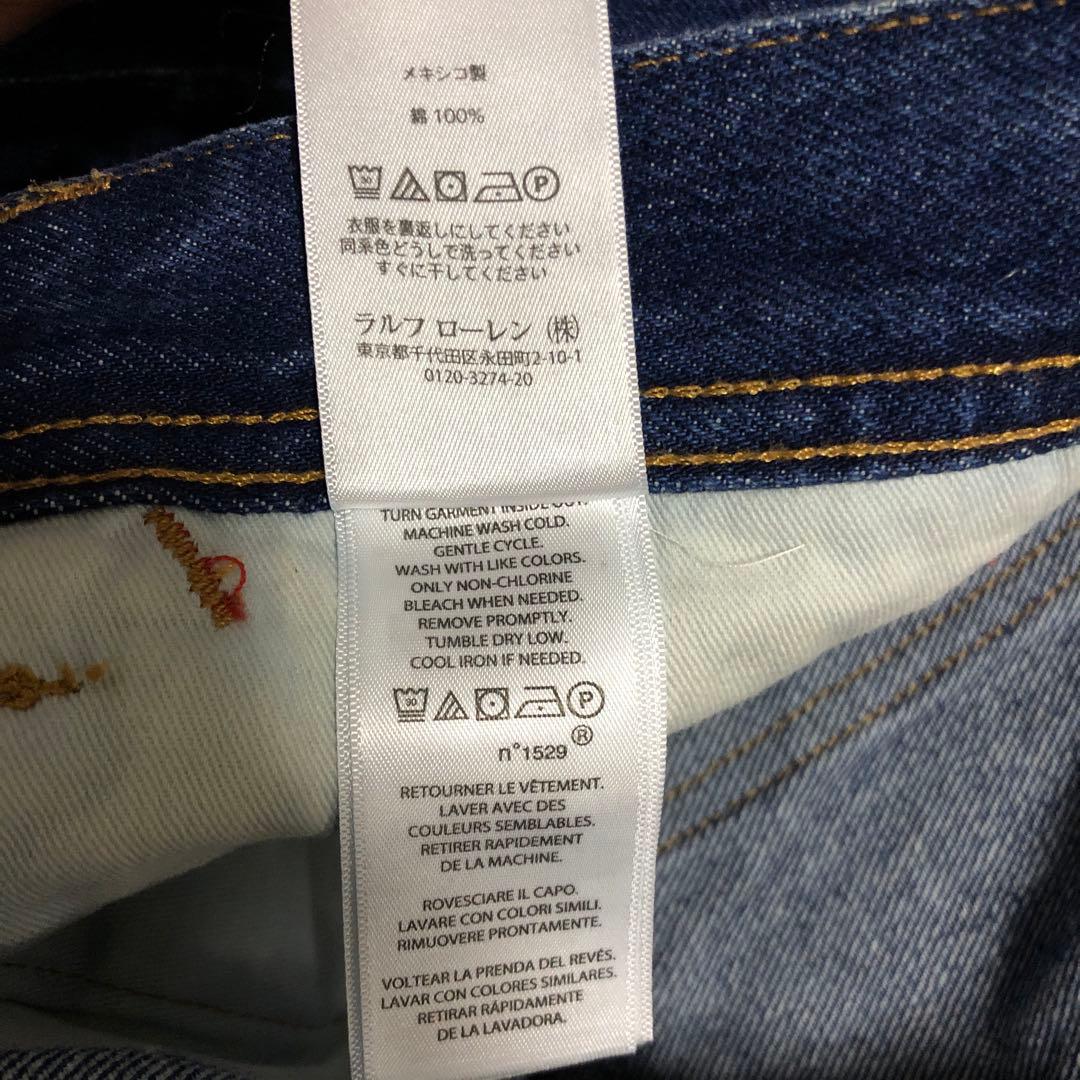 メキシコ製
綿 100%
P
衣服を裏返しにしてください
同系色どうしで洗ってください
すぐに干してください
ラルフ ローレン (株)
東京都千代田区永田町2-10-1
0120-3274-20
TURN GARMENT INSIDE OUT.
MACHINE WASH COLD.
GENTLE CYCLE.
WASH WITH LIKE COLORS.
ONLY NON-CHLORINE
BLEACH WHEN NEEDED.
REMOVE PROMPTLY.
TUMBLE DRY LOW.
COOL IRON IF NEEDED.
30 P
n°1529 ®
RETOURNER LE VÊTEMENT.
LAVER AVEC DES
COULEURS SEMBLABLES.
RETIRER RAPIDEMENT
DE LA MACHINE.
ROVESCIARE IL CAPO.
LAVARE CON COLORI SIMILI.
RIMUOVERE PRONTAMENTE.
VOLTEAR LA PRENDA DEL REVÉS.
LAVAR CON COLORES SIMILARES.
RETIRAR RÁPIDAMENTE
DE LA LAVADORA.